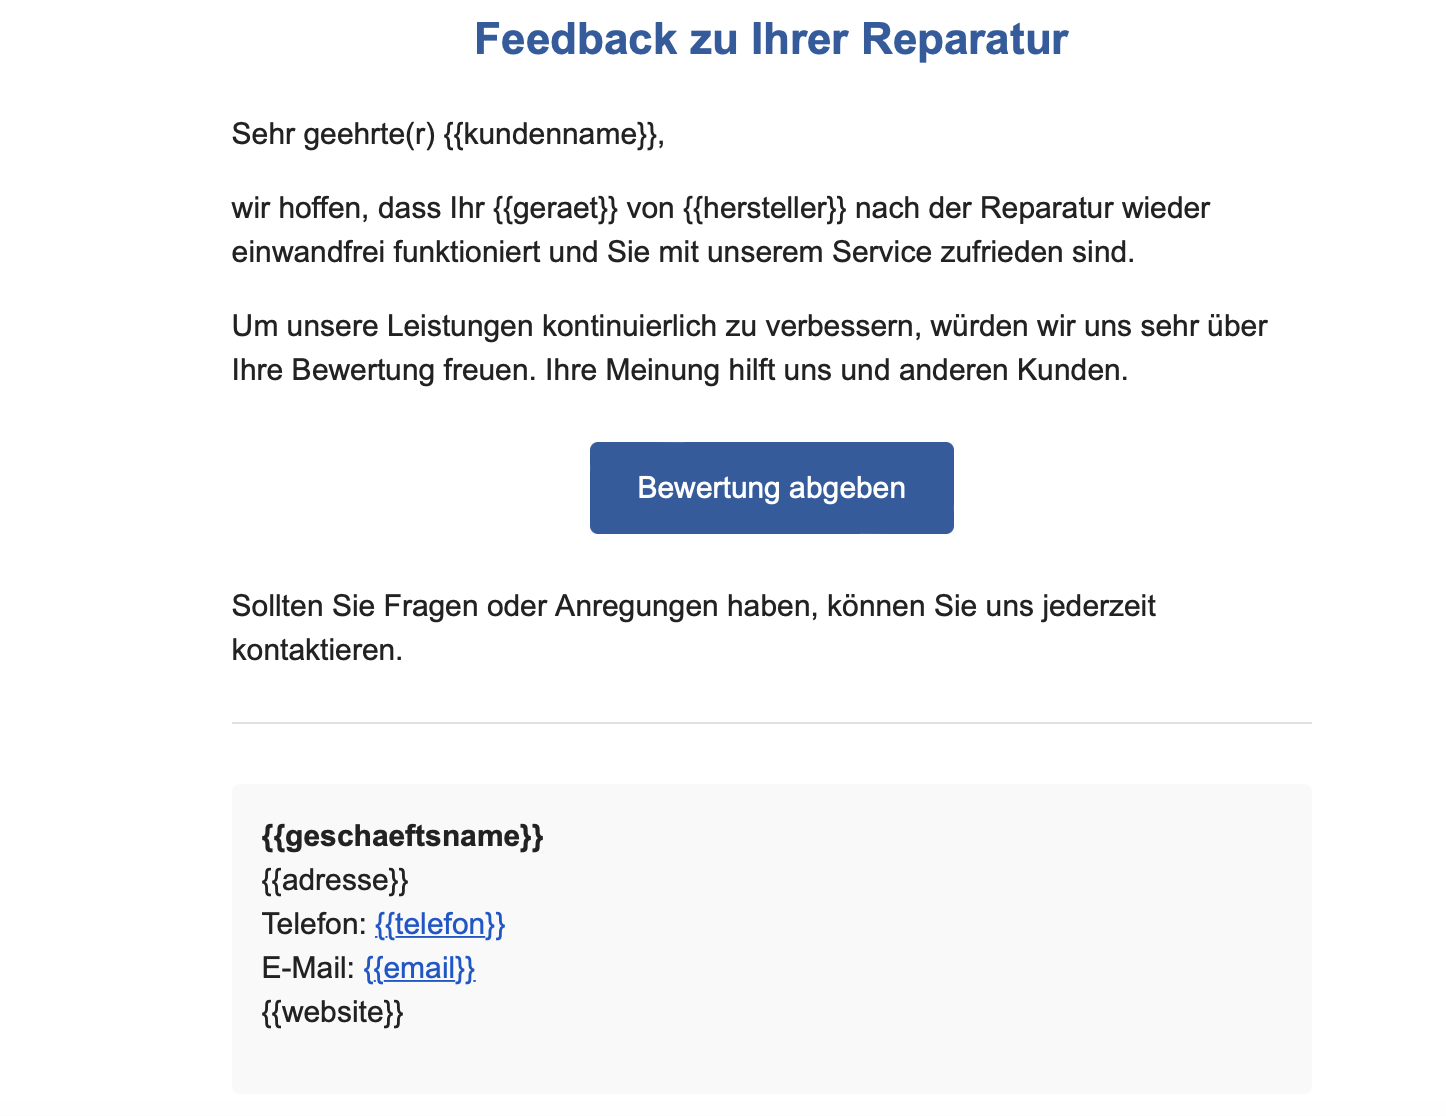 Feedback zu Ihrer Reparatur
Sehr geehrte(r) {{kundenname}},
wir hoffen, dass Ihr {{geraet}} von {{hersteller}} nach der Reparatur wieder
einwandfrei funktioniert und Sie mit unserem Service zufrieden sind.
Um unsere Leistungen kontinuierlich zu verbessern, würden wir uns sehr über
Ihre Bewertung freuen. Ihre Meinung hilft uns und anderen Kunden.
Bewertung abgeben
Sollten Sie Fragen oder Anregungen haben, können Sie uns jederzeit
kontaktieren.
{{geschaeftsname}}
{{adresse}}
Telefon: {{telefon}}
E-Mail: {{email}}
{{website}}